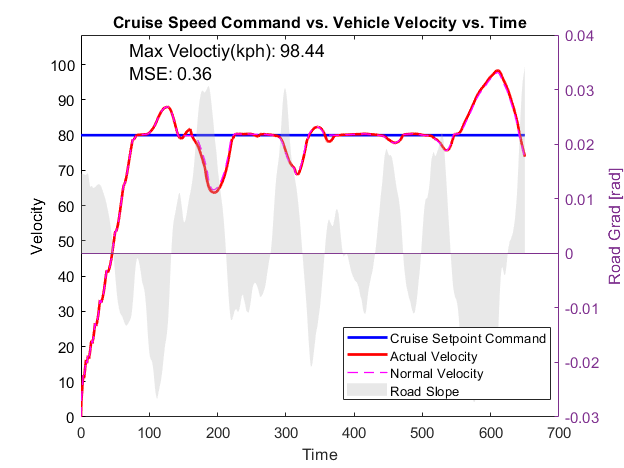 Cruise Speed Command vs. Vehicle Velocity vs. Time
Max Veloctiy(kph): 98.44
MSE: 0.36
100
90
80
70
60
50
40
30
20
10
0
Velocity
0.04
0.03
0.02
0.01
0
-0.01
-0.02
-0.03
Road Grad [rad]
Cruise Setpoint Command
Actual Velocity
Normal Velocity
Road Slope
0 100 200 300 400 500 600 700
Time